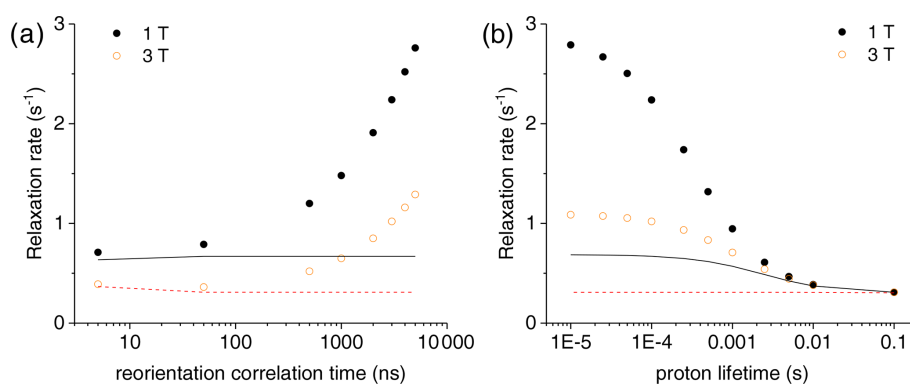 (a)
1 T
3 T
Relaxation rate (s⁻¹)
3
2
1
0
10 100 1000 10 000
reorientation correlation time (ns)
(b)
1 T
3 T
Relaxation rate (s⁻¹)
3
2
1
0
1E-5 1E-4 0.001 0.01 0.1
proton lifetime (s)